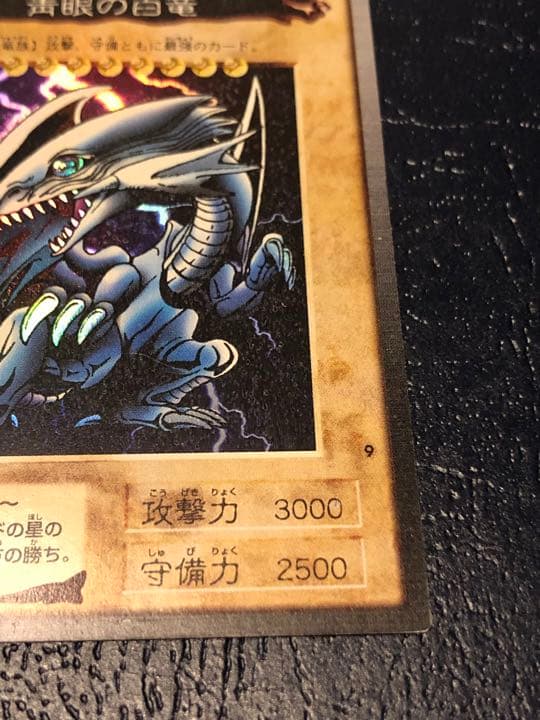 青眼の白竜
竜族】攻撃、守備ともに最強のカード。
9
～
ドの星の
の勝ち。
攻撃力 3000
守備力 2500